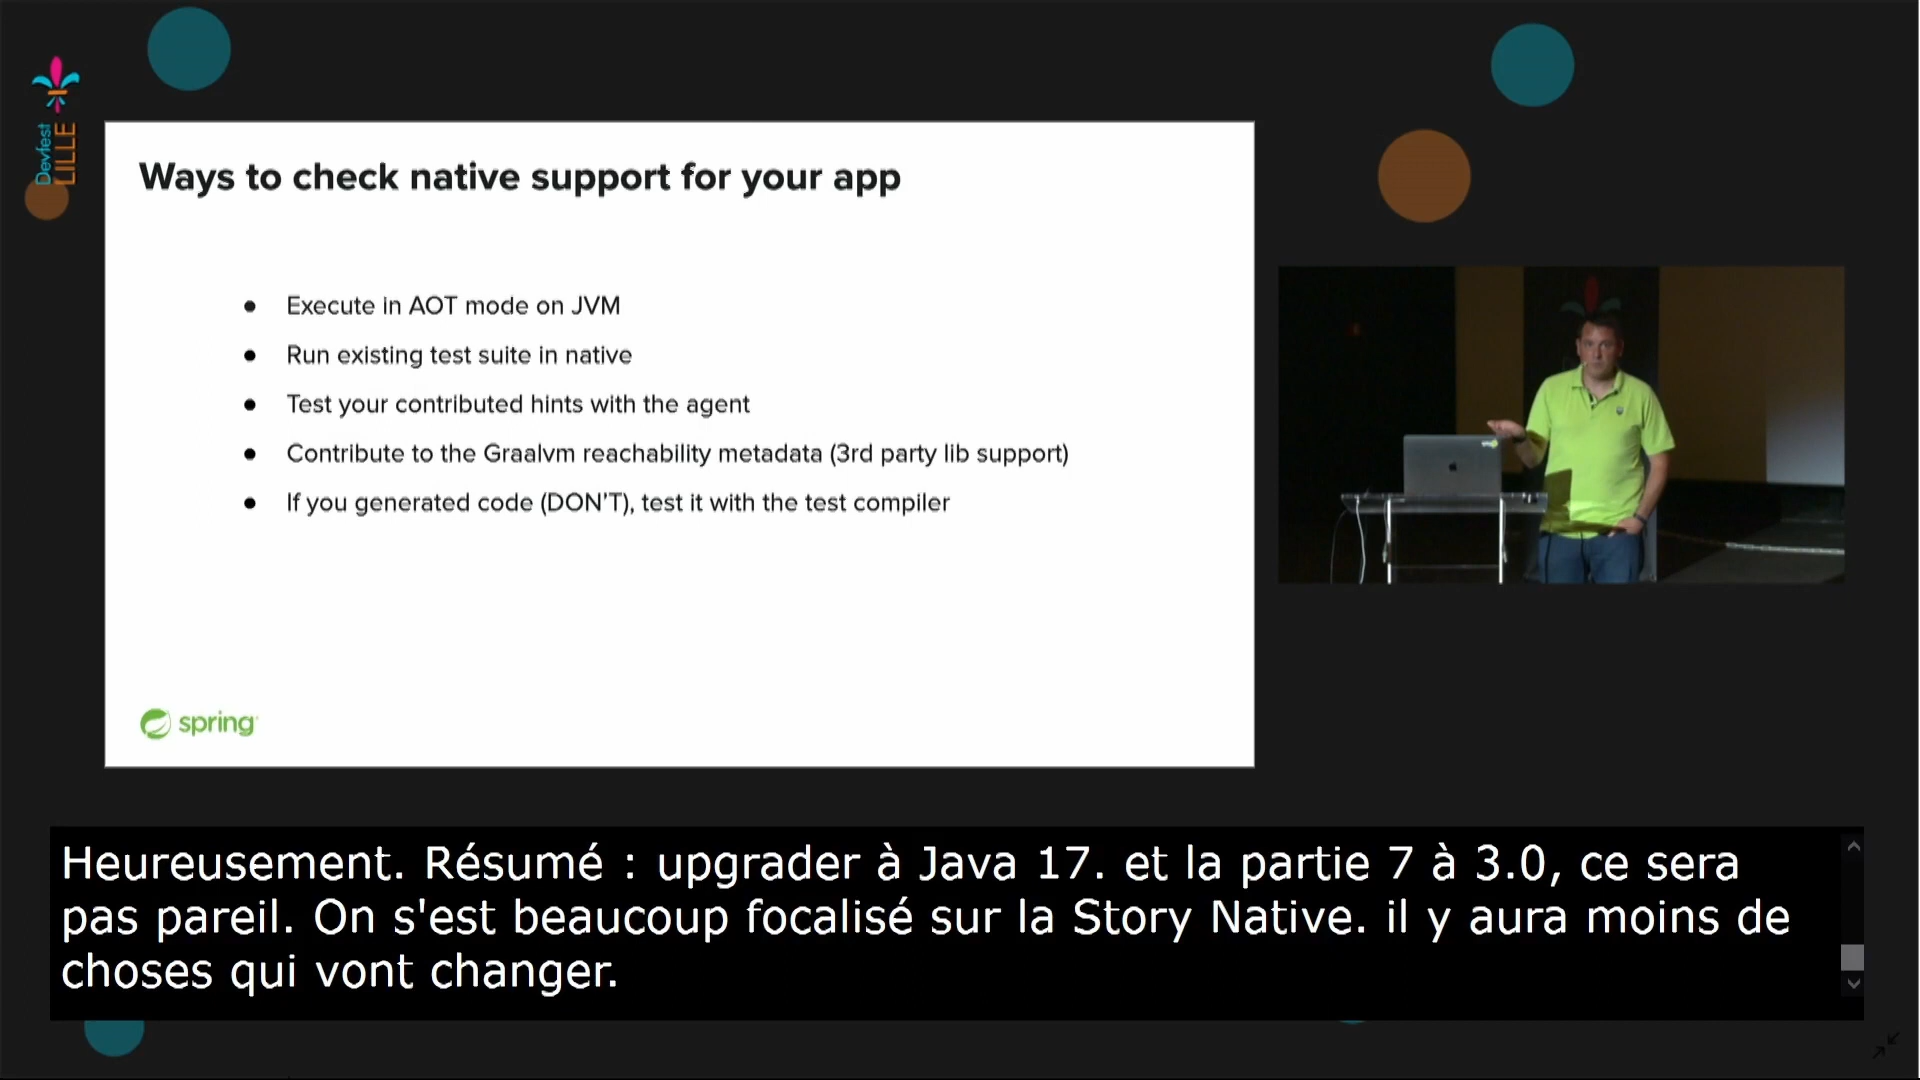 Devfest
LILLE
Ways to check native support for your app
● Execute in AOT mode on JVM
● Run existing test suite in native
● Test your contributed hints with the agent
● Contribute to the Graalvm reachability metadata (3rd party lib support)
● If you generated code (DON'T), test it with the test compiler
spring
Heureusement. Résumé : upgrader à Java 17. et la partie 7 à 3.0, ce sera
pas pareil. On s'est beaucoup focalisé sur la Story Native. il y aura moins de
choses qui vont changer.